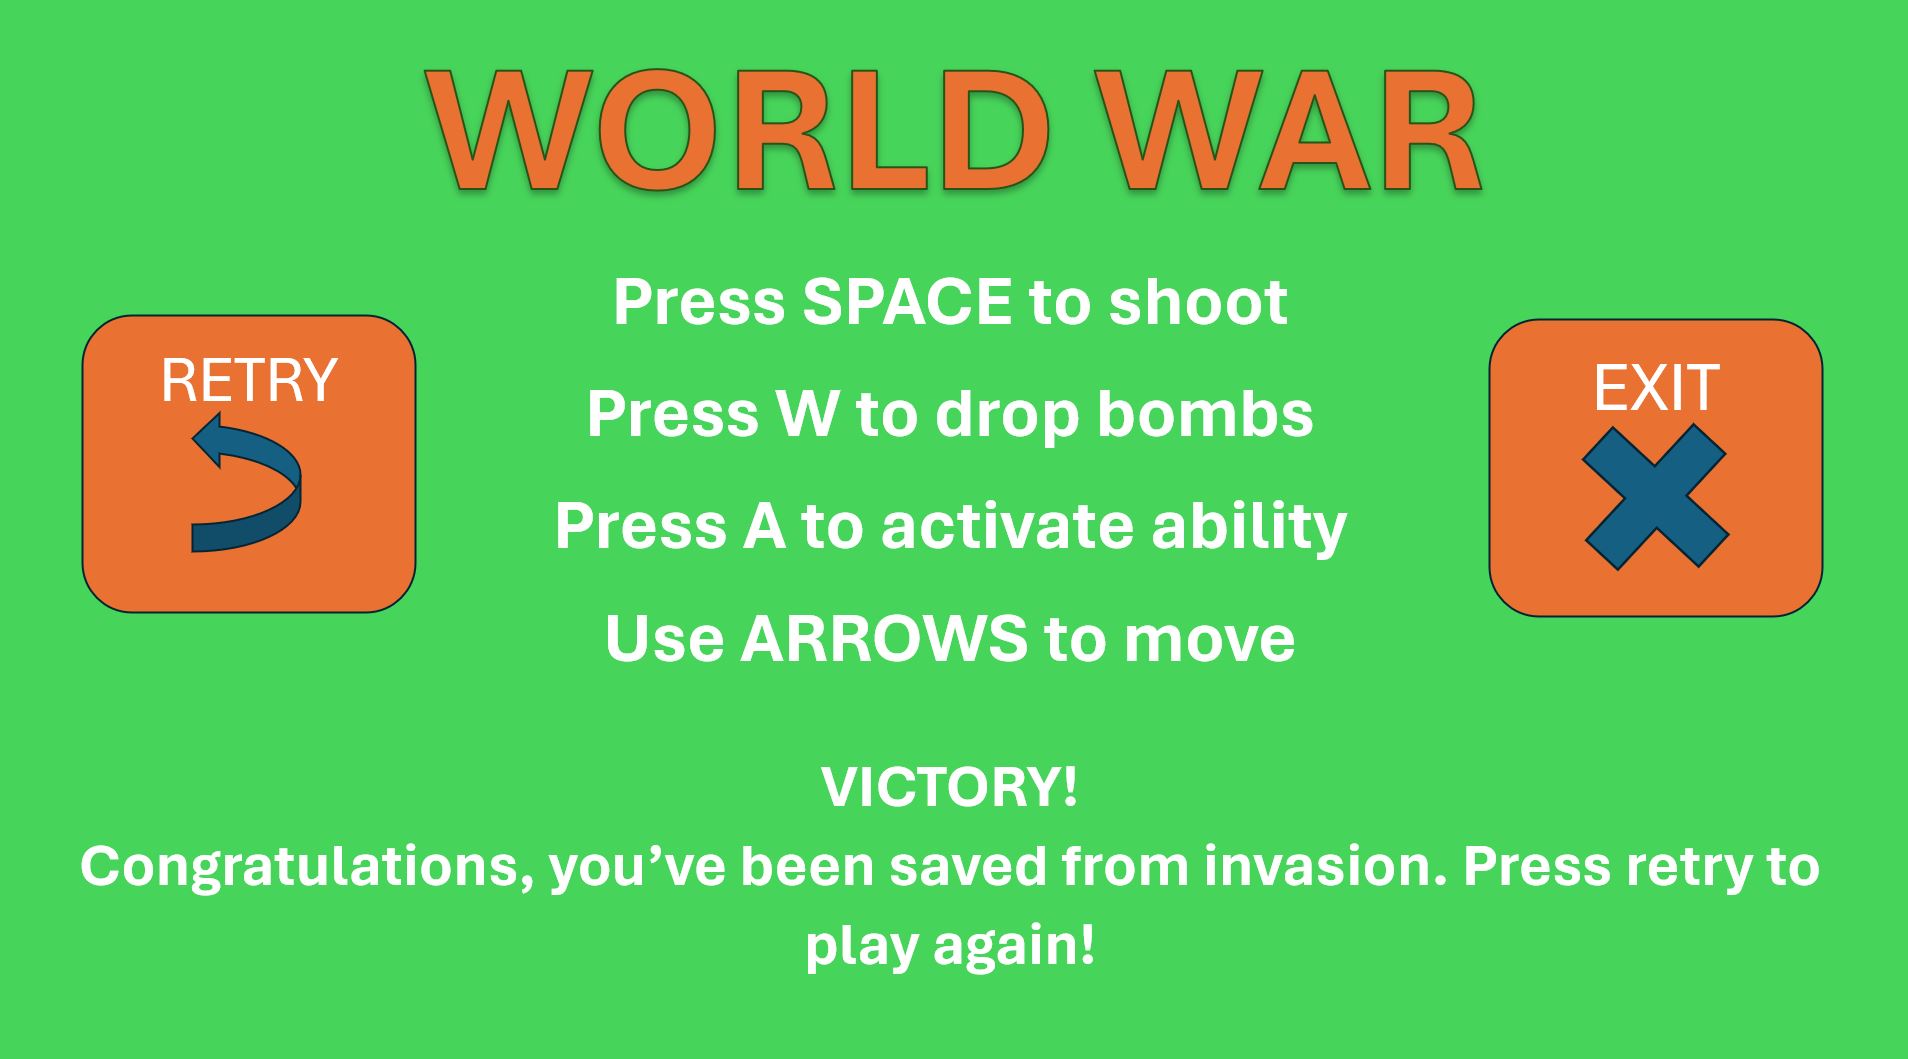 WORLD WAR
Press SPACE to shoot
RETRY
EXIT
Press W to drop bombs
Press A to activate ability
Use ARROWS to move
VICTORY!
Congratulations, you’ve been saved from invasion. Press retry to
play again!